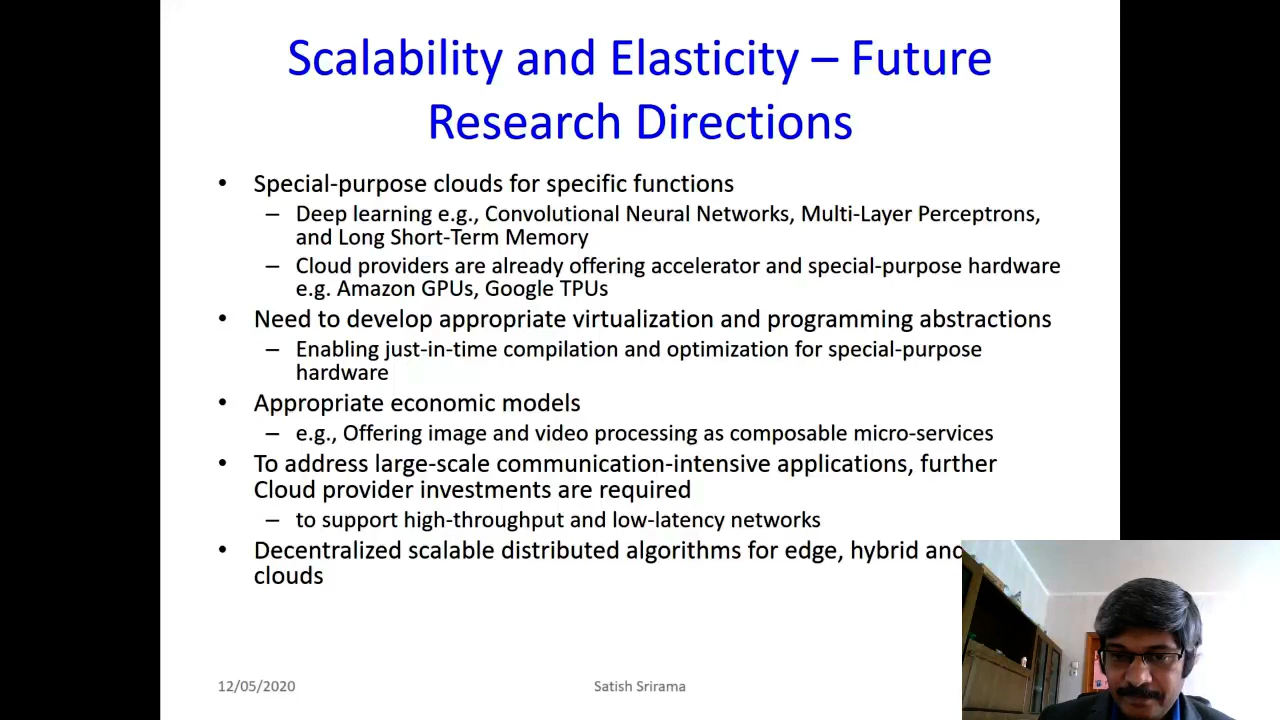 Scalability and Elasticity – Future
Research Directions
• Special-purpose clouds for specific functions
– Deep learning e.g., Convolutional Neural Networks, Multi-Layer Perceptrons,
and Long Short-Term Memory
– Cloud providers are already offering accelerator and special-purpose hardware
e.g. Amazon GPUs, Google TPUs
• Need to develop appropriate virtualization and programming abstractions
– Enabling just-in-time compilation and optimization for special-purpose
hardware
• Appropriate economic models
– e.g., Offering image and video processing as composable micro-services
• To address large-scale communication-intensive applications, further
Cloud provider investments are required
– to support high-throughput and low-latency networks
• Decentralized scalable distributed algorithms for edge, hybrid and
clouds
12/05/2020
Satish Srirama